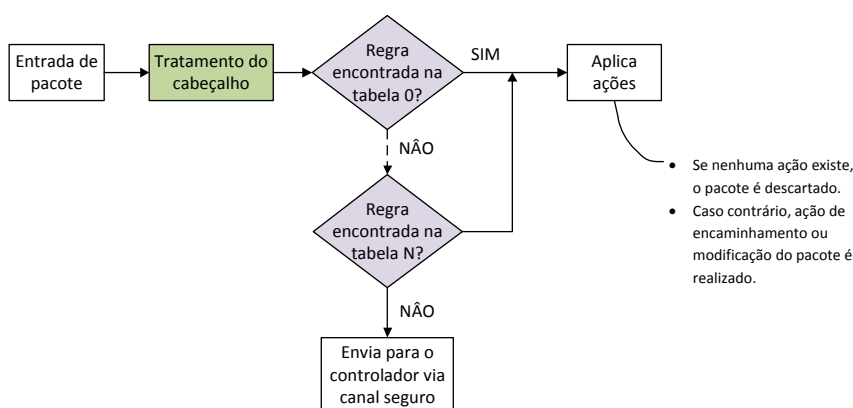 Entrada de
pacote
Tratamento do
cabeçalho
Regra
encontrada na
tabela 0?
SIM
Aplica
ações
NÂO
Regra
encontrada na
tabela N?
• Se nenhuma ação existe,
o pacote é descartado.
• Caso contrário, ação de
encaminhamento ou
modificação do pacote é
realizado.
NÂO
Envia para o
controlador via
canal seguro